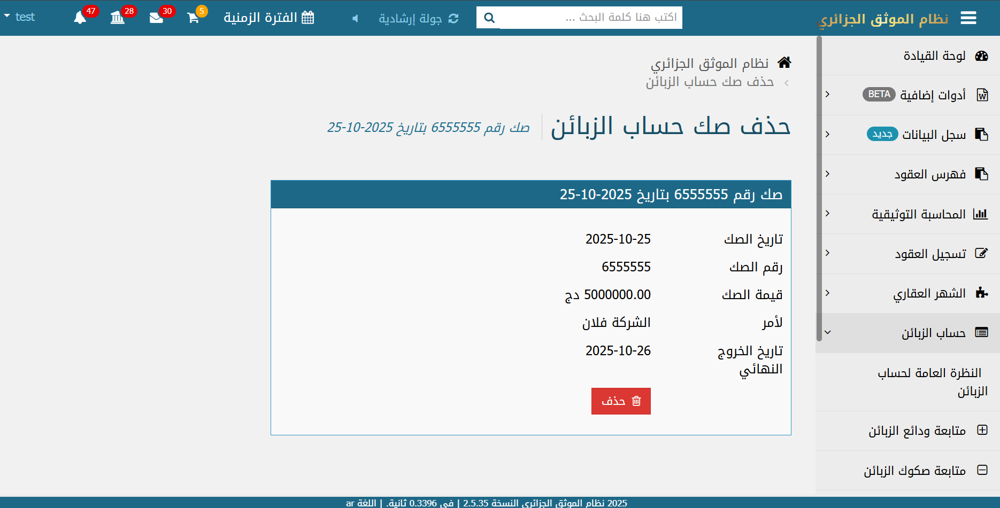 نظام الموثق الجزائري
اكتب هنا كلمة البحث ...
جولة إرشادية
الفترة الزمنية
5
30
28
47
test
لوحة القيادة
أدوات إضافية BETA
سجل البيانات جديد
فهرس العقود
المحاسبة التوثيقية
تسجيل العقود
الشهر العقاري
حساب الزبائن
النظرة العامة لحساب
الزبائن
متابعة ودائع الزبائن
متابعة صكوك الزبائن
نظام الموثق الجزائري
حذف صك حساب الزبائن
حذف صك حساب الزبائن
صك رقم 6555555 بتاريخ 2025-10-25
صك رقم 6555555 بتاريخ 2025-10-25
تاريخ الصك 2025-10-25
رقم الصك 6555555
قيمة الصك 5000000.00 دج
لأمر الشركة فلان
تاريخ الخروج 2025-10-26
النهائي
حذف
2025 نظام الموثق الجزائري النسخة 2.5.35 | في 0.3396 ثانية. | اللغة ar